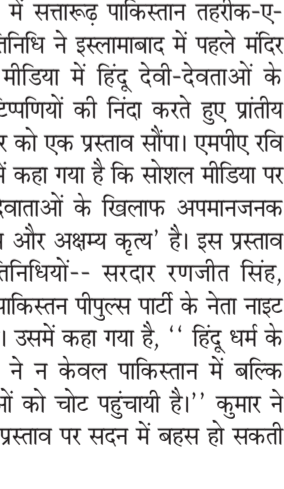 में सत्तारूढ़ पाकिस्तान तहरीक-ए-
तिनिधि ने इस्लामाबाद में पहले मंदिर
मीडिया में हिंदू देवी-देवताओं के
टिप्पणियों की निंदा करते हुए प्रांतीय
र को एक प्रस्ताव सौंपा। एमपीए रवि
में कहा गया है कि सोशल मीडिया पर
देवाताओं के खिलाफ अपमानजनक
और अक्षम्य कृत्य' है। इस प्रस्ताव
तिनिधियों-- सरदार रणजीत सिंह,
पाकिस्तन पीपुल्स पार्टी के नेता नाइट
। उसमें कहा गया है, ‘‘ हिंदू धर्म के
ने न केवल पाकिस्तान में बल्कि
ओं को चोट पहुंचायी है।’’ कुमार ने
प्रस्ताव पर सदन में बहस हो सकती